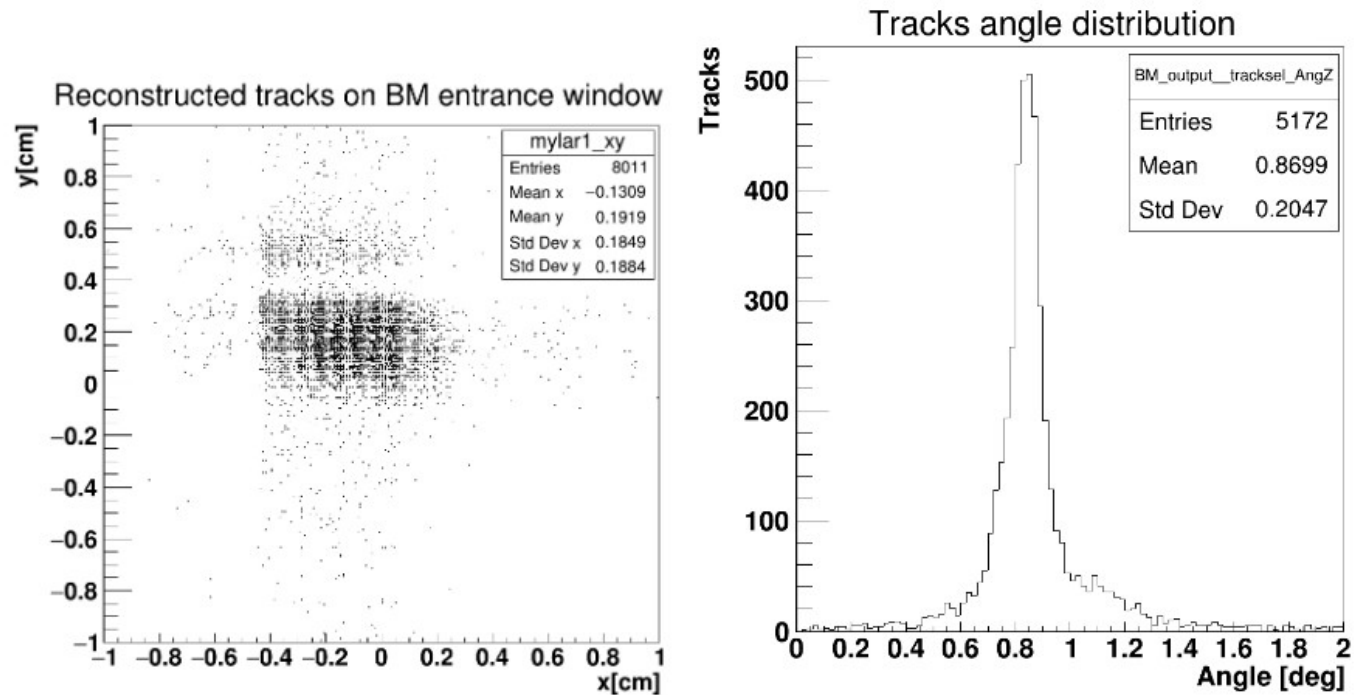 Reconstructed tracks on BM entrance window
y[cm]
1
0.8
0.6
0.4
0.2
0
−0.2
−0.4
−0.6
−0.8
−1
mylar1_xy
Entries 8011
Mean x −0.1309
Mean y 0.1919
Std Dev x 0.1849
Std Dev y 0.1884
−1 −0.8 −0.6 −0.4 −0.2 0 0.2 0.4 0.6 0.8 1
x[cm]
Tracks angle distribution
Tracks
500
400
300
200
100
0
BM_output__tracksel_AngZ
Entries 5172
Mean 0.8699
Std Dev 0.2047
0 0.2 0.4 0.6 0.8 1 1.2 1.4 1.6 1.8 2
Angle [deg]